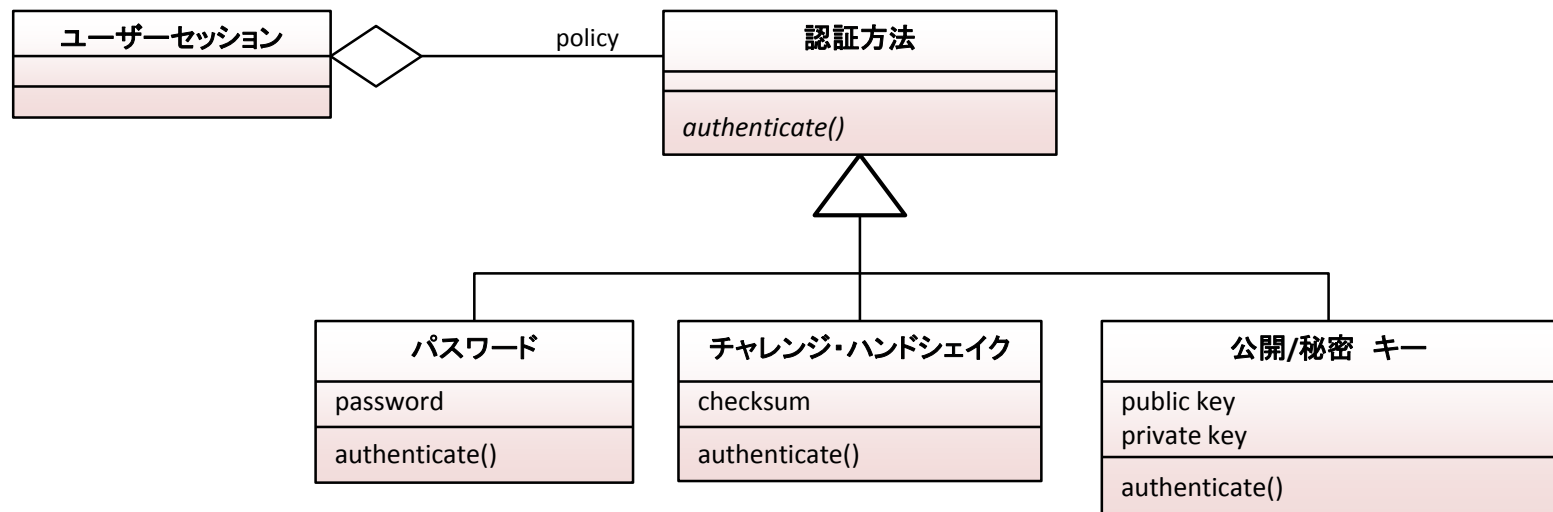 ユーザーセッション
policy
認証方法
authenticate()
パスワード
password
authenticate()
チャレンジ・ハンドシェイク
checksum
authenticate()
公開/秘密 キー
public key
private key
authenticate()